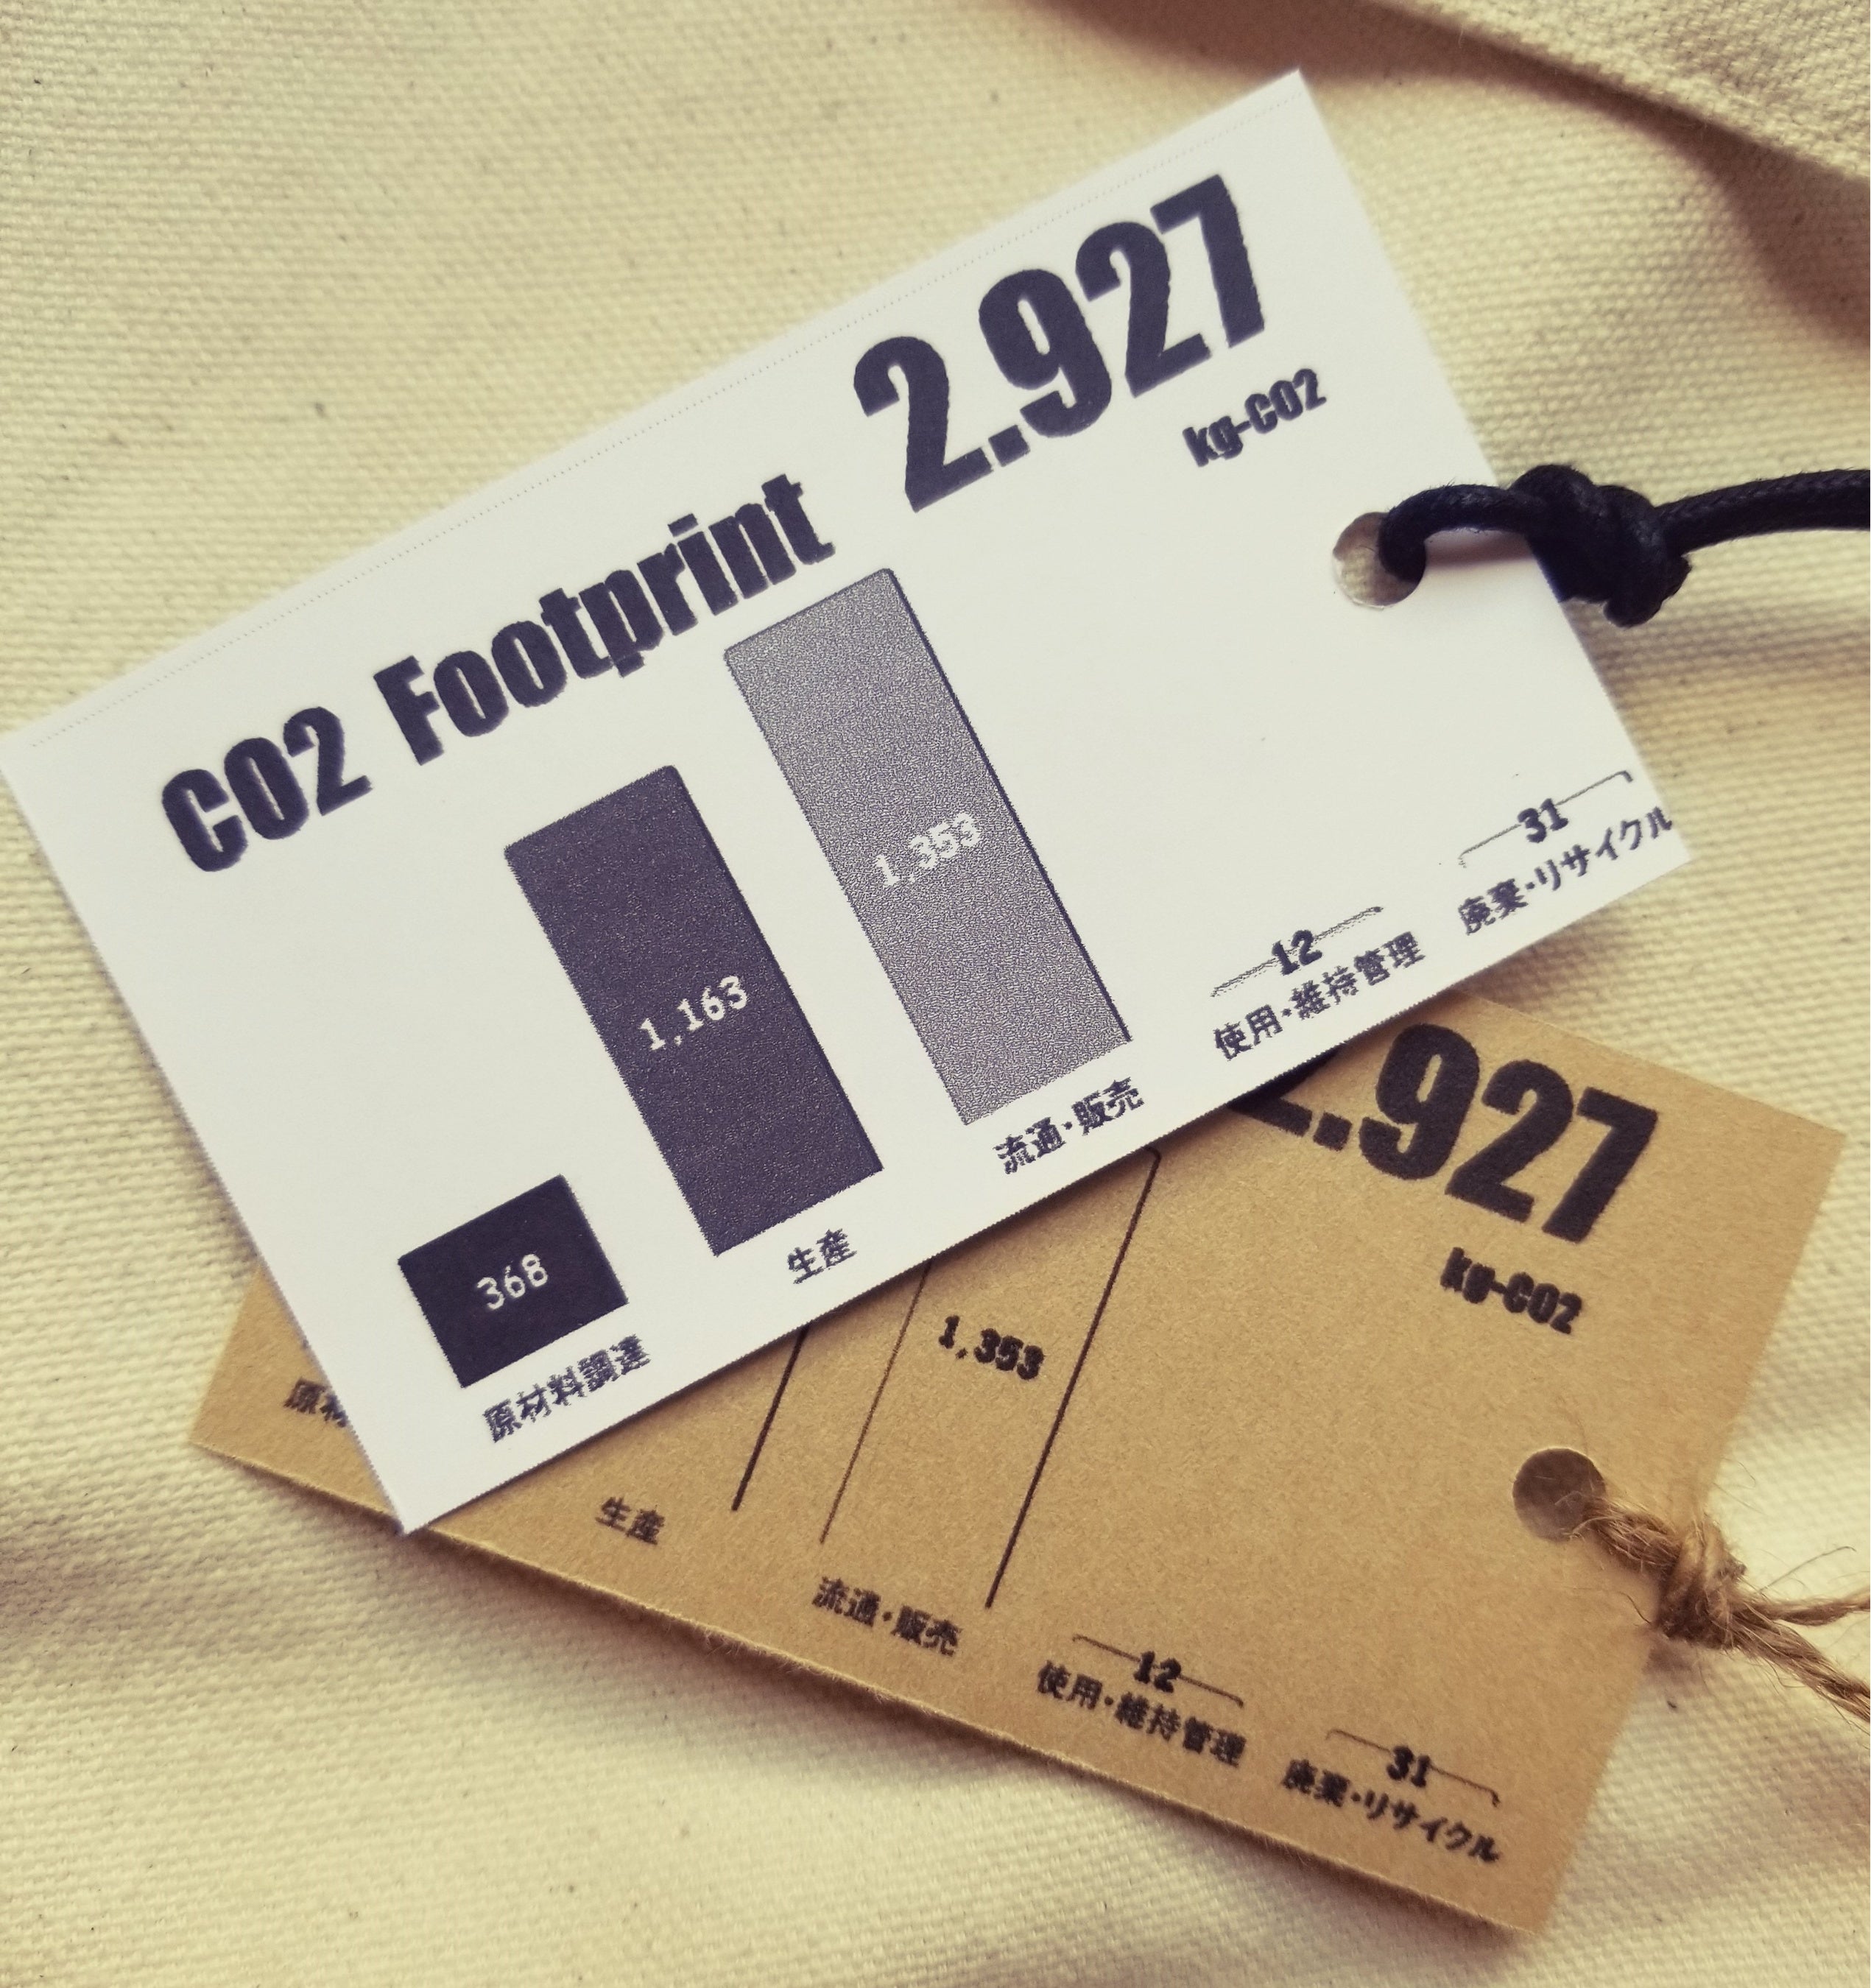 CO2 Footprint 2.927
kg-CO2
368
1,163
1,353
12
31
原材料調達
生産
流通・販売
使用・維持管理
廃棄・リサイクル
2.927
kg-CO2
1,353
12
31
原材
生産
流通・販売
使用・維持管理
廃棄・リサイクル